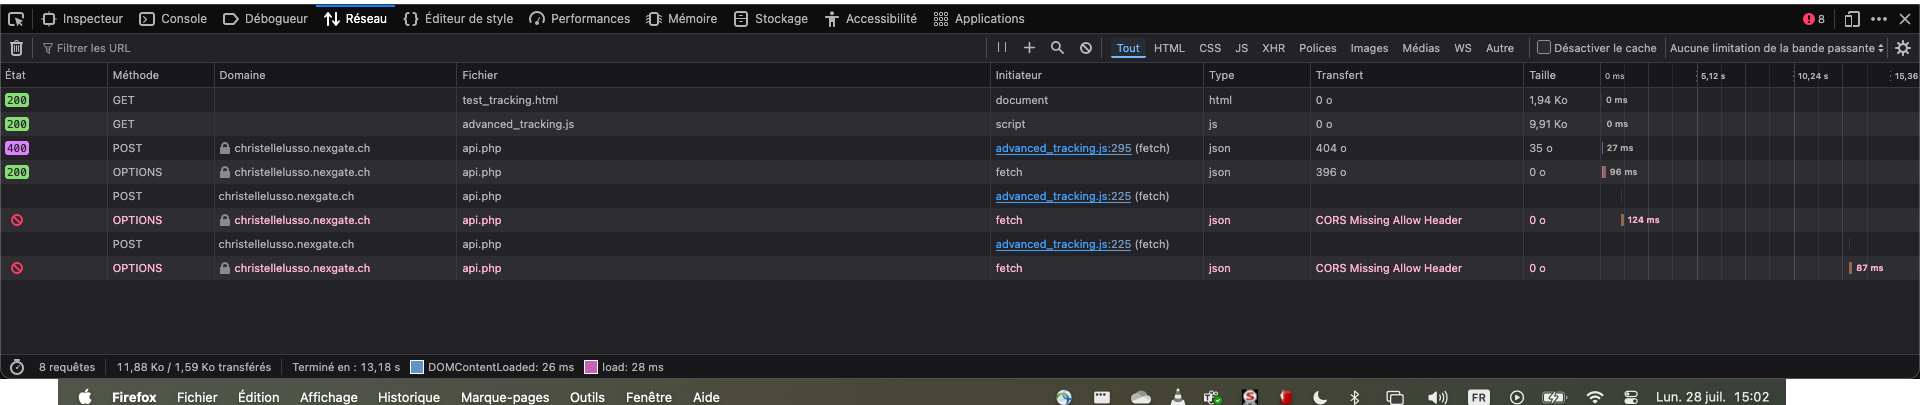 Inspecteur Console Débogueur Réseau Éditeur de style Performances Mémoire Stockage Accessibilité Applications 8
Filtrer les URL Tout HTML CSS JS XHR Polices Images Médias WS Autre Désactiver le cache Aucune limitation de la bande passante
État Méthode Domaine Fichier Initiateur Type Transfert Taille 0 ms 5,12 s 10,24 s 15,36
200 GET test_tracking.html document html 0 o 1,94 Ko 0 ms
200 GET advanced_tracking.js script js 0 o 9,91 Ko 0 ms
400 POST christellelusso.nexgate.ch api.php advanced_tracking.js:295 (fetch) json 404 o 35 o 27 ms
200 OPTIONS christellelusso.nexgate.ch api.php fetch json 396 o 0 o 96 ms
POST christellelusso.nexgate.ch api.php advanced_tracking.js:225 (fetch)
OPTIONS christellelusso.nexgate.ch api.php fetch json CORS Missing Allow Header 0 o 124 ms
POST christellelusso.nexgate.ch api.php advanced_tracking.js:225 (fetch)
OPTIONS christellelusso.nexgate.ch api.php fetch json CORS Missing Allow Header 0 o 87 ms
8 requêtes 11,88 Ko / 1,59 Ko transférés Terminé en : 13,18 s DOMContentLoaded: 26 ms load: 28 ms
Firefox Fichier Édition Affichage Historique Marque-pages Outils Fenêtre Aide S FR Lun. 28 juil. 15:02